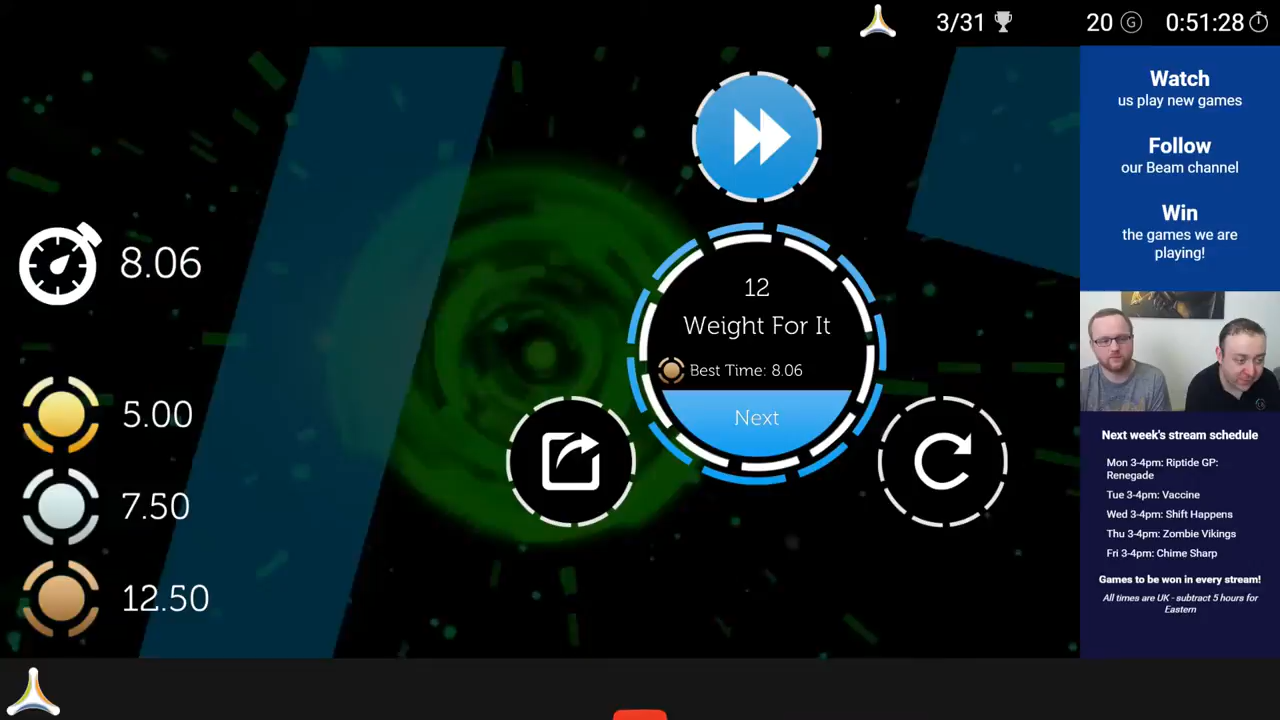 3/31
20 G
0:51:28
8.06
5.00
7.50
12.50
12
Weight For It
Best Time: 8.06
Next
Watch
us play new games
Follow
our Beam channel
Win
the games we are
playing!
Next week's stream schedule
Mon 3-4pm: Riptide GP:
Renegade
Tue 3-4pm: Vaccine
Wed 3-4pm: Shift Happens
Thu 3-4pm: Zombie Vikings
Fri 3-4pm: Chime Sharp
Games to be won in every stream!
All times are UK - subtract 5 hours for
Eastern